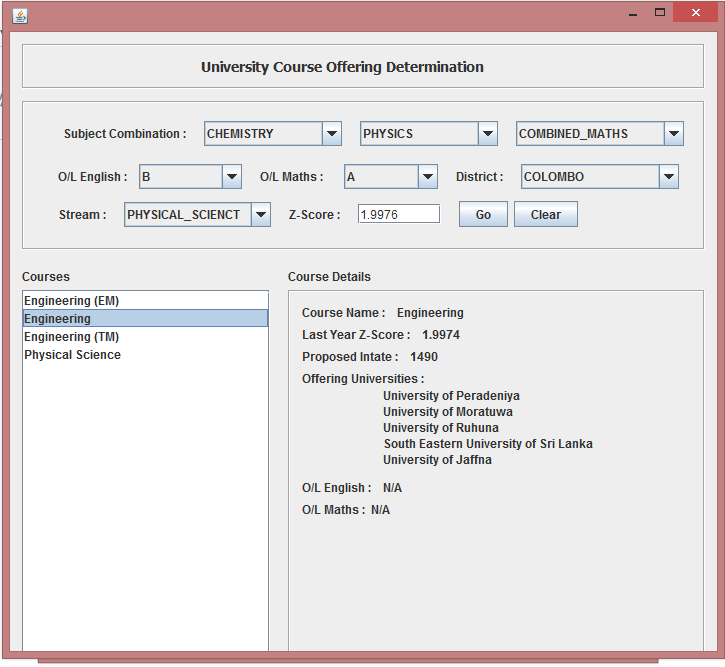 University Course Offering Determination
Subject Combination : CHEMISTRY PHYSICS COMBINED_MATHS
O/L English : B O/L Maths : A District : COLOMBO
Stream : PHYSICAL_SCIENCT Z-Score : 1.9976 Go Clear
Courses
Engineering (EM)
Engineering
Engineering (TM)
Physical Science
Course Details
Course Name : Engineering
Last Year Z-Score : 1.9974
Proposed Intate : 1490
Offering Universities :
University of Peradeniya
University of Moratuwa
University of Ruhuna
South Eastern University of Sri Lanka
University of Jaffna
O/L English : N/A
O/L Maths : N/A